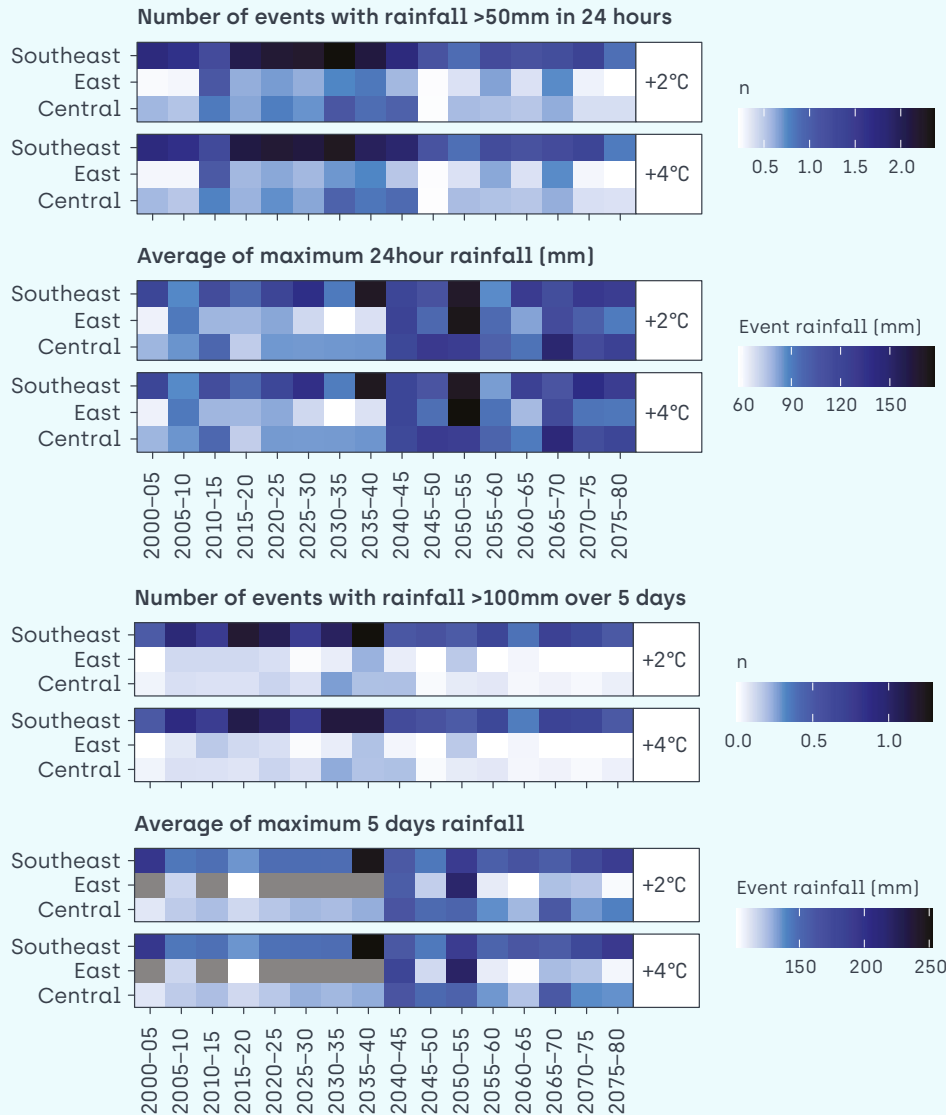 Number of events with rainfall >50mm in 24 hours
Southeast
East
Central
+2°C
Southeast
East
Central
+4°C
n
0.5 1.0 1.5 2.0
Average of maximum 24hour rainfall (mm)
Southeast
East
Central
+2°C
Southeast
East
Central
+4°C
Event rainfall (mm)
60 90 120 150
2000–05 2005–10 2010–15 2015–20 2020–25 2025–30 2030–35 2035–40 2040–45 2045–50 2050–55 2055–60 2060–65 2065–70 2070–75 2075–80
Number of events with rainfall >100mm over 5 days
Southeast
East
Central
+2°C
Southeast
East
Central
+4°C
n
0.0 0.5 1.0
Average of maximum 5 days rainfall
Southeast
East
Central
+2°C
Southeast
East
Central
+4°C
Event rainfall (mm)
150 200 250
2000–05 2005–10 2010–15 2015–20 2020–25 2025–30 2030–35 2035–40 2040–45 2045–50 2050–55 2055–60 2060–65 2065–70 2070–75 2075–80